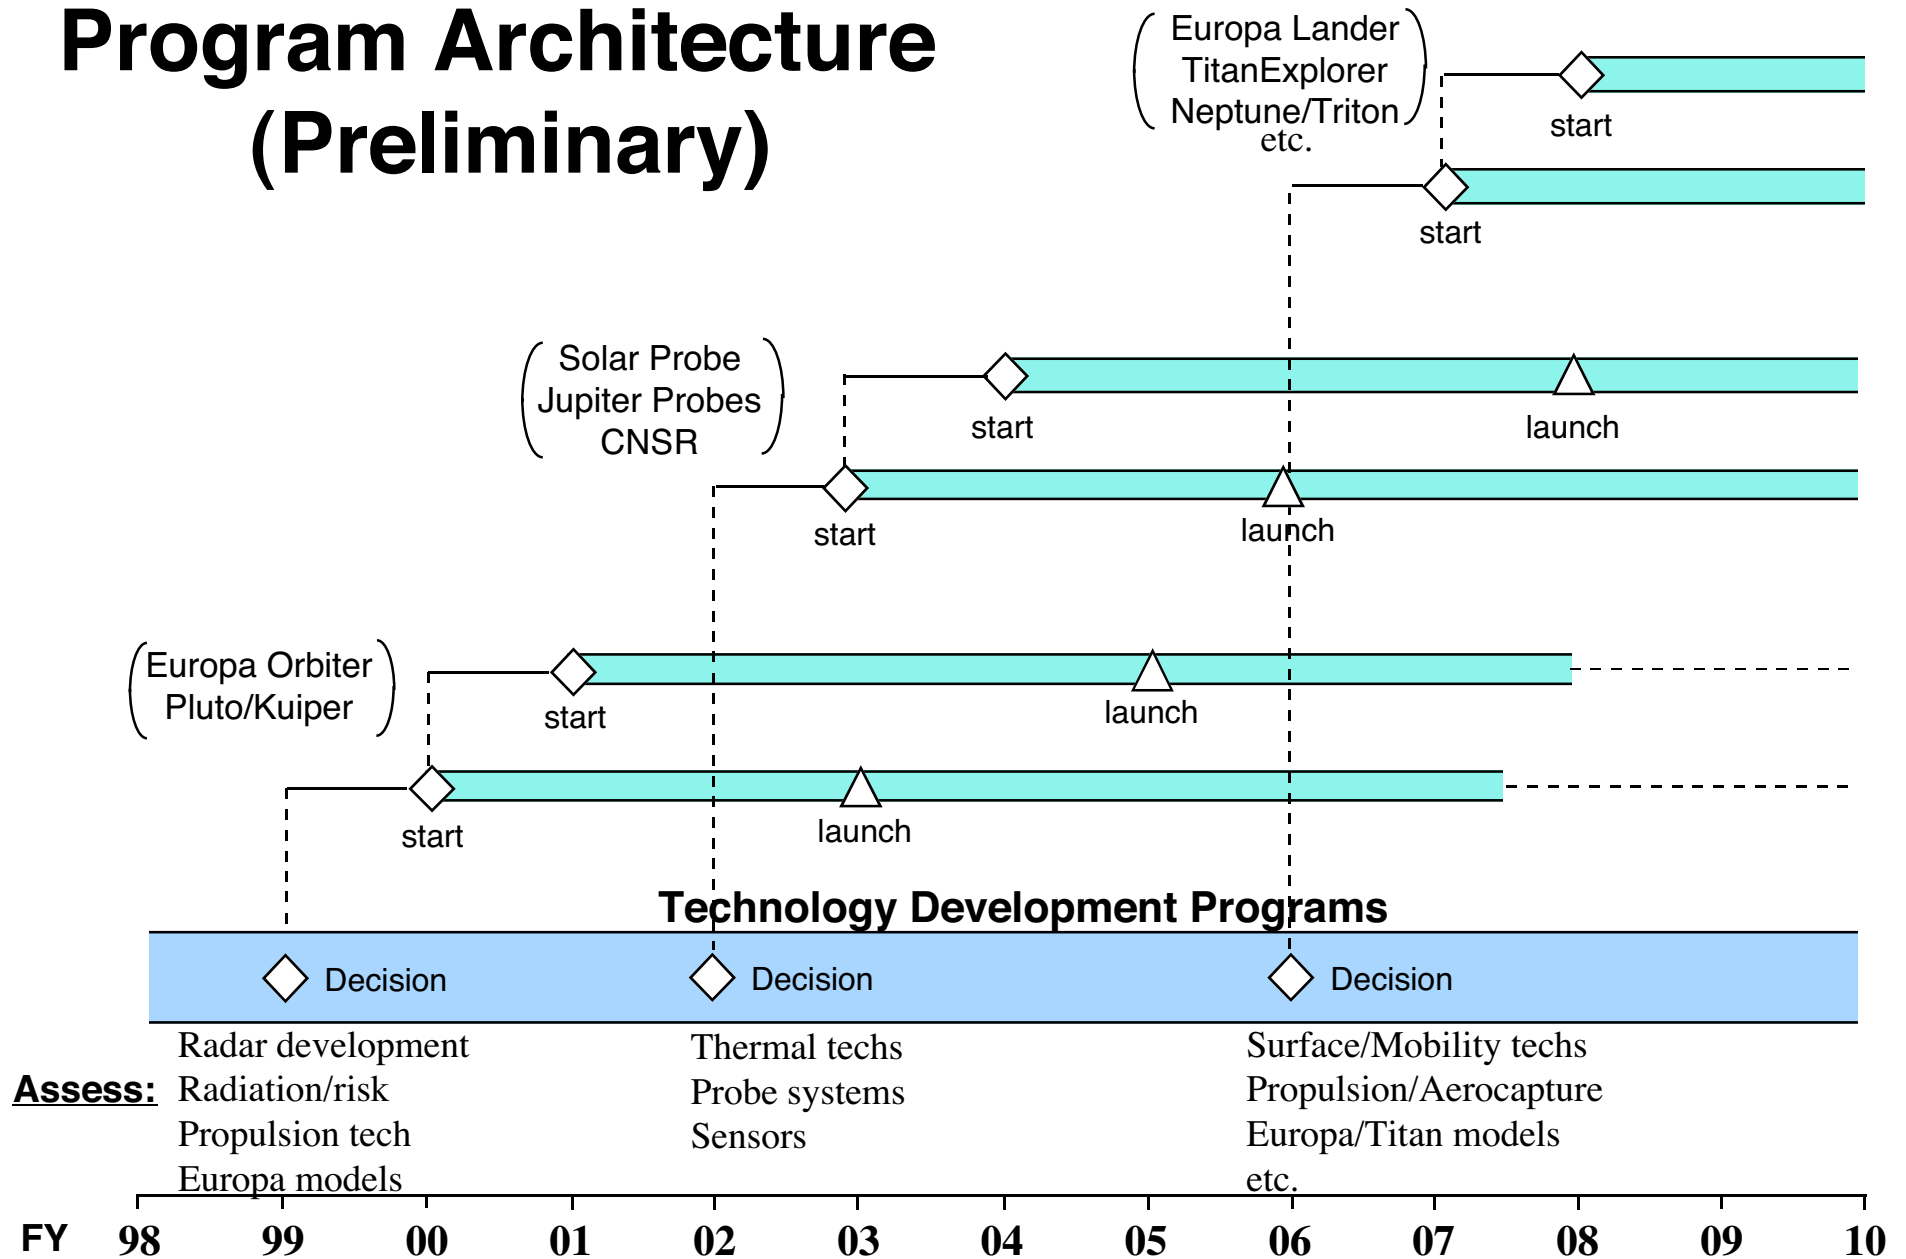 Program Architecture
(Preliminary)
Europa Lander
TitanExplorer
Neptune/Triton
etc.
start
start
Solar Probe
Jupiter Probes
CNSR
start
launch
start
launch
Europa Orbiter
Pluto/Kuiper
start
launch
start
launch
Technology Development Programs
Decision
Decision
Decision
Assess:
Radar development
Radiation/risk
Propulsion tech
Europa models
Thermal techs
Probe systems
Sensors
Surface/Mobility techs
Propulsion/Aerocapture
Europa/Titan models
etc.
FY 98 99 00 01 02 03 04 05 06 07 08 09 10